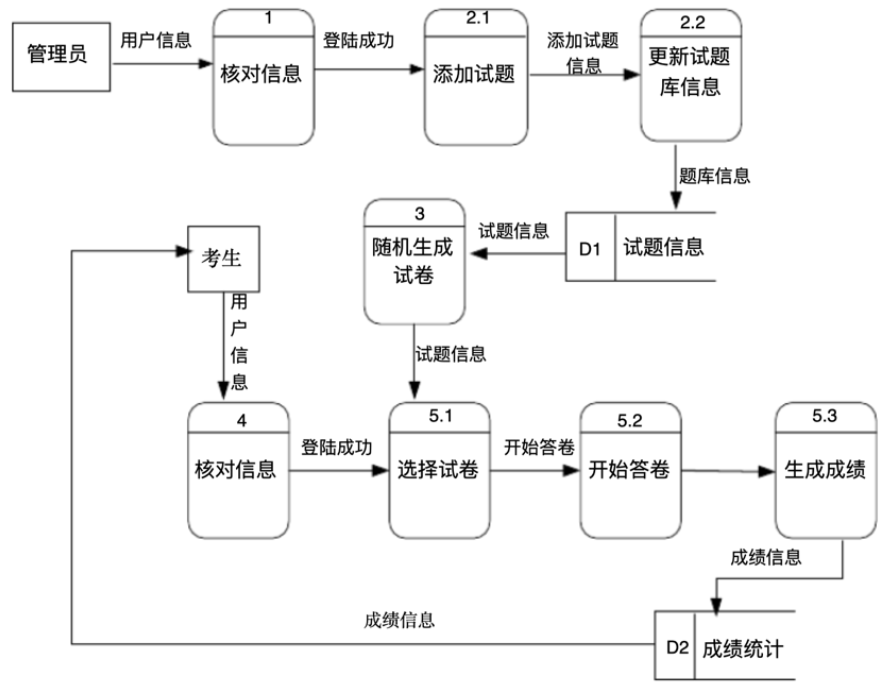 管理员
用户信息
1
核对信息
登陆成功
2.1
添加试题
添加试题
信息
2.2
更新试题
库信息
题库信息
D1
试题信息
试题信息
3
随机生成
试卷
试题信息
考生
用
户
信
息
4
核对信息
登陆成功
5.1
选择试卷
开始答卷
5.2
开始答卷
5.3
生成成绩
成绩信息
D2
成绩统计
成绩信息